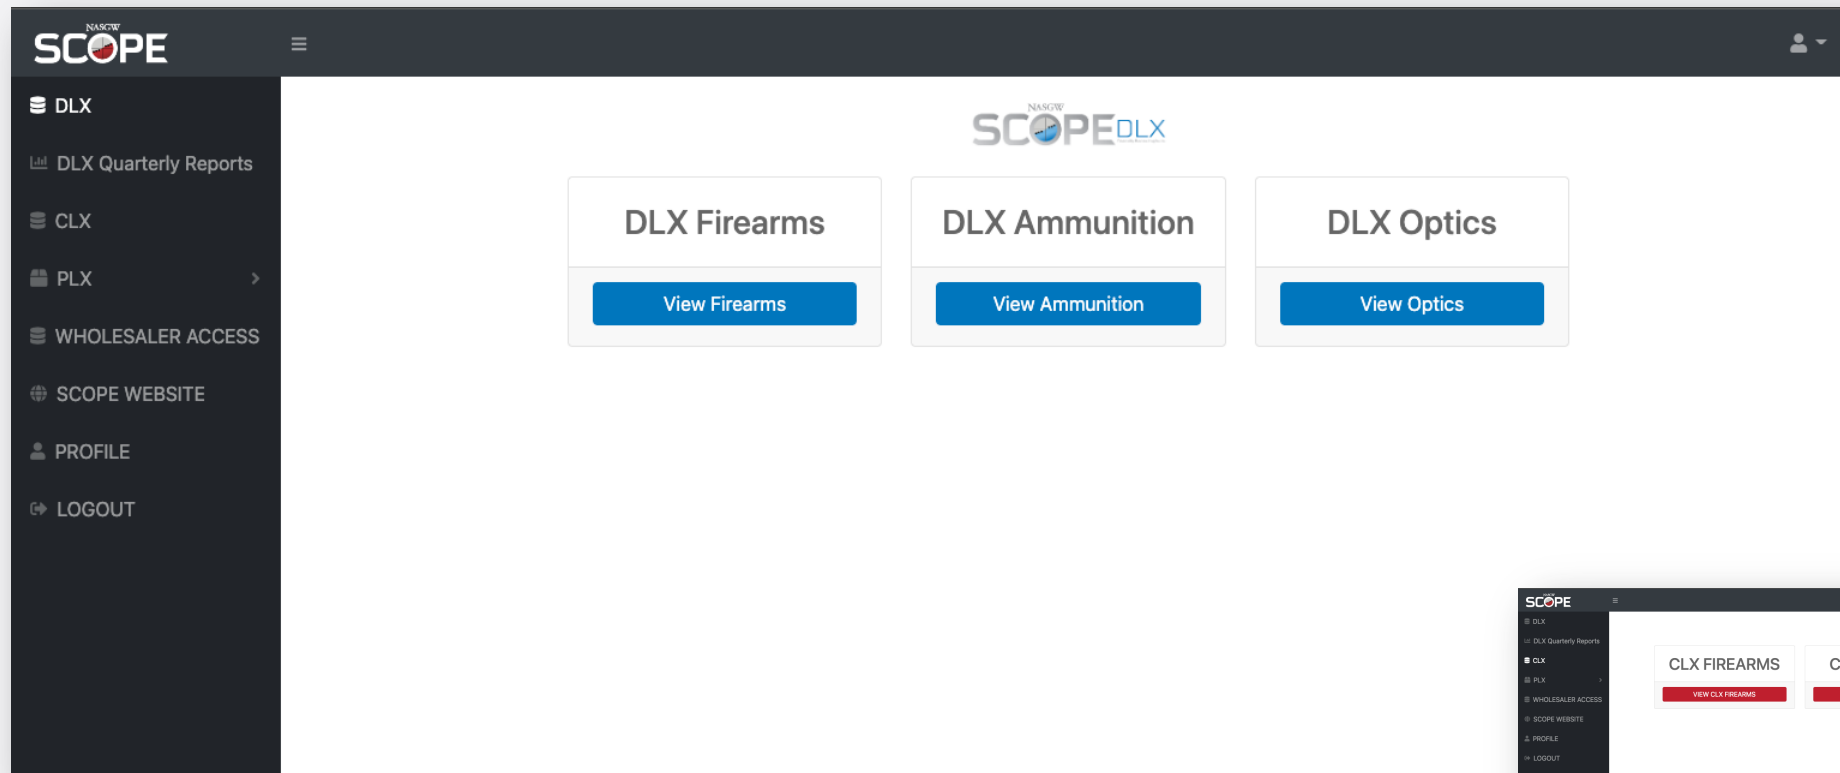 NASGW
SCOPE
DLX
DLX Quarterly Reports
CLX
PLX
WHOLESALER ACCESS
SCOPE WEBSITE
PROFILE
LOGOUT
NASGW
SCOPE DLX
DLX Firearms
View Firearms
DLX Ammunition
View Ammunition
DLX Optics
View Optics
SCOPE
DLX
DLX Quarterly Reports
CLX
PLX
WHOLESALER ACCESS
SCOPE WEBSITE
PROFILE
LOGOUT
CLX FIREARMS
VIEW CLX FIREARMS
C